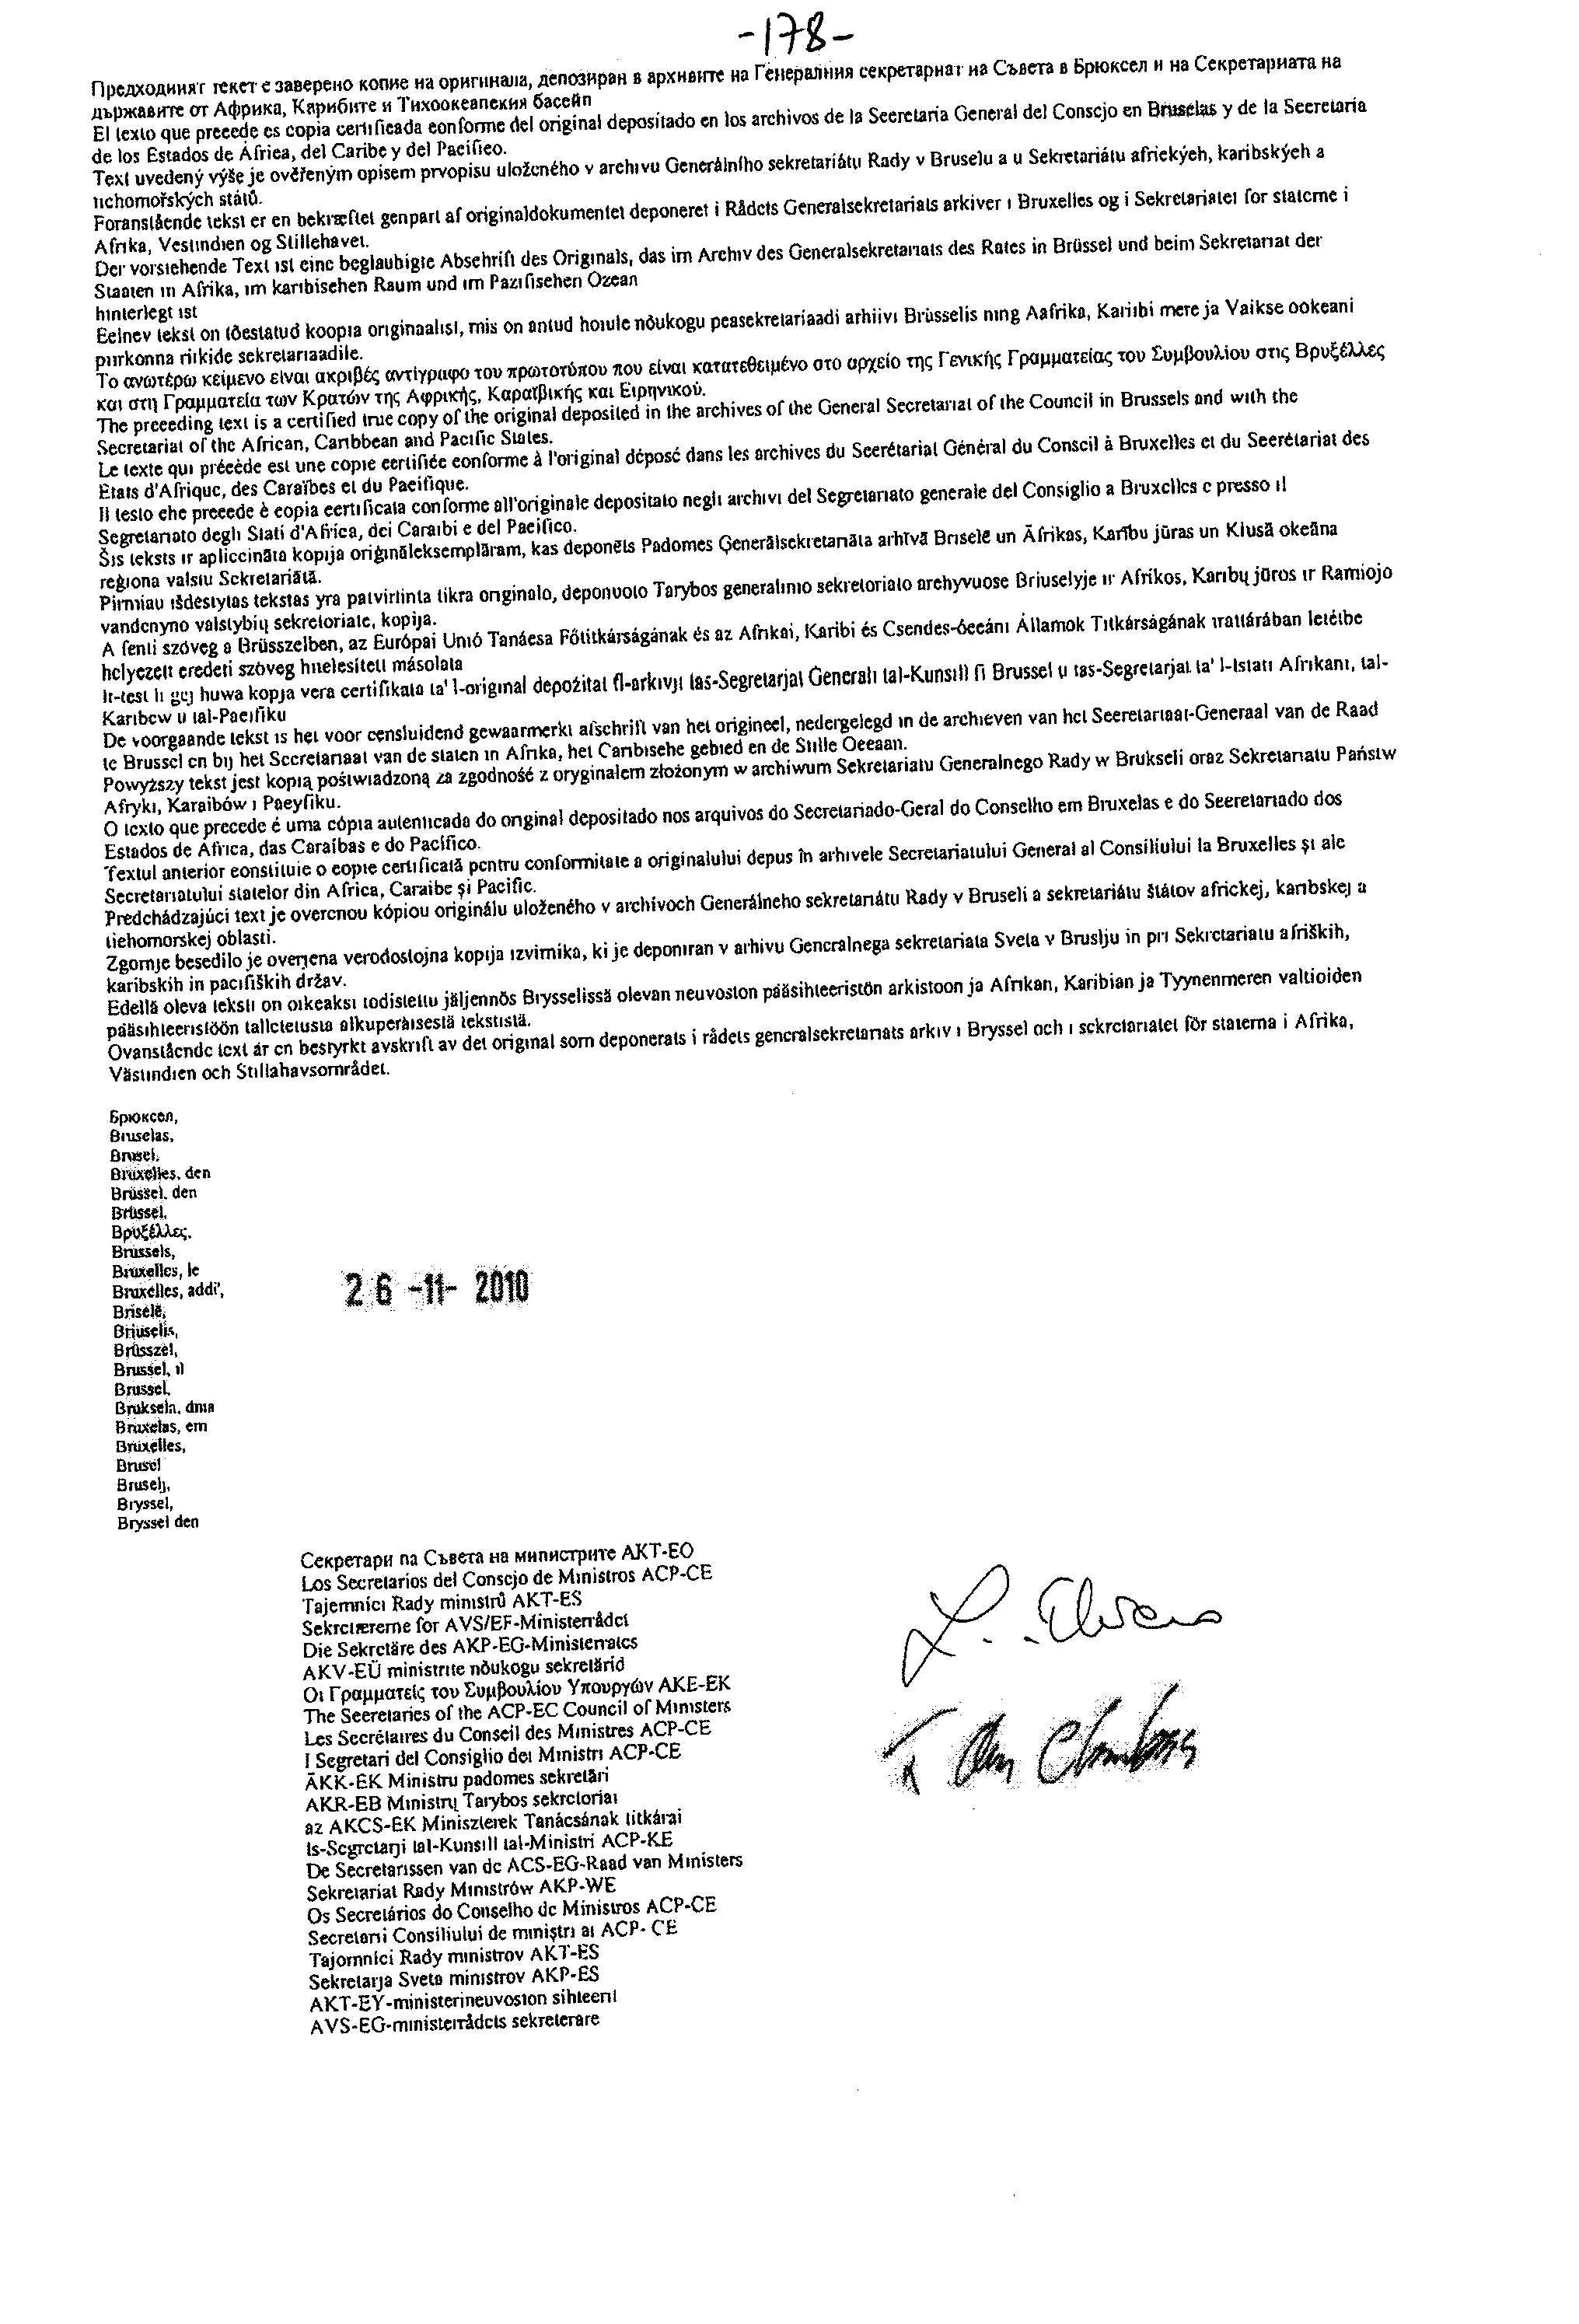 -178-
Предходният текст е заверено копие на оригинала, депозиран в архивите на Генералния секретариат на Съвета в Брюксел и на Секретариата на
държавите от Африка, Карибите и Тихоокеанския басейн
El texto que precede es copia certificada conforme del original depositado en los archivos de la Secretaría General del Consejo en Bruselas y de la Secretaría
de los Estados de África, del Caribe y del Pacífico.
Text uvedený výše je ověřeným opisem prvopisu uloženého v archivu Generálního sekretariátu Rady v Bruselu a u Sekretariátu afrických, karibských a
tichomořských států.
Foranstående tekst er en bekræftet genpart af originaldokumentet deponeret i Rådets Generalsekretariats arkiver i Bruxelles og i Sekretariatet for staterne i
Afrika, Vestindien og Stillehavet.
Der vorstehende Text ist eine beglaubigte Abschrift des Originals, das im Archiv des Generalsekretariats des Rates in Brüssel und beim Sekretariat der
Staaten in Afrika, im karibischen Raum und im Pazifischen Ozean
hinterlegt ist
Eelnev tekst on tõestatud koopia originaalist, mis on antud hoiule nõukogu peasekretariaadi arhiivi Brüsselis ning Aafrika, Kariibi mere ja Vaikse ookeani
piirkonna riikide sekretariaadile.
Το ανωτέρω κείμενο είναι ακριβές αντίγραφο του πρωτοτύπου που είναι κατατεθειμένο στο αρχείο της Γενικής Γραμματείας του Συμβουλίου στις Βρυξέλλες
και στη Γραμματεία των Κρατών της Αφρικής, Καραϊβικής και Ειρηνικού.
The preceding text is a certified true copy of the original deposited in the archives of the General Secretariat of the Council in Brussels and with the
Secretariat of the African, Caribbean and Pacific States.
Le texte qui précède est une copie certifiée conforme à l'original déposé dans les archives du Secrétariat Général du Conseil à Bruxelles et du Secrétariat des
Etats d'Afrique, des Caraïbes et du Pacifique.
Il testo che precede è copia certificata conforme all'originale depositato negli archivi del Segretariato generale del Consiglio a Bruxelles e presso il
Segretariato degli Stati d'Africa, dei Caraibi e del Pacifico.
Šis teksts ir apliecināta kopija oriģināleksemplāram, kas deponēts Padomes Ģenerālsekretariāta arhīvā Briselē un Āfrikas, Karību jūras un Klusā okeāna
reģiona valstu Sekretariātā.
Pirmiau išdėstytas tekstas yra patvirtinta tikra originalo, deponuoto Tarybos generalinio sekretoriato archyvuose Briuselyje ir Afrikos, Karibų jūros ir Ramiojo
vandenyno valstybių sekretoriate, kopija.
A fenti szöveg a Brüsszelben, az Európai Unió Tanácsa Főtitkárságának és az Afrikai, Karibi és Csendes-óceáni Államok Titkárságának irattárában letétbe
helyezett eredeti szöveg hitelesített másolata
It-test li ġej huwa kopja vera certifikata ta' l-original depożitat fl-arkivji tas-Segretarjat Ġenerali tal-Kunsill fi Brussel u tas-Segretarjat ta' l-Istati Afrikani, tal-
Karibew u tal-Paċifiku
De voorgaande tekst is het voor eensluidend gewaarmerkt afschrift van het origineel, nedergelegd in de archieven van het Secretariaat-Generaal van de Raad
te Brussel en bij het Secretariaat van de staten in Afrika, het Caribische gebied en de Stille Oceaan.
Powyższy tekst jest kopią poświadzoną za zgodność z oryginałem złożonym w archiwum Sekretariatu Generalnego Rady w Brukseli oraz Sekretariatu Państw
Afryki, Karaibów i Pacyfiku.
O texto que precede é uma cópia autenticada do original depositado nos arquivos do Secretariado-Geral do Conselho em Bruxelas e do Secretariado dos
Estados de África, das Caraíbas e do Pacífico.
Textul anterior constituie o copie certificată pentru conformitate a originalului depus în arhivele Secretariatului General al Consiliului la Bruxelles și ale
Secretariatului statelor din Africa, Caraibe și Pacific.
Predchádzajúci text je overenou kópiou originálu uloženého v archívoch Generálneho sekretariátu Rady v Bruseli a sekretariátu štátov africkej, karibskej a
tichomorskej oblasti.
Zgornje besedilo je overjena verodostojna kopija izvirnika, ki je deponiran v arhivu Generalnega sekretariata Sveta v Bruslju in pri Sekretariatu afriških,
karibskih in pacifiških držav.
Edellä oleva teksti on oikeaksi todistettu jäljennös Brysselissä olevan neuvoston pääsihteeristön arkistoon ja Afrikan, Karibian ja Tyynenmeren valtioiden
pääsihteeristöön talletetusta alkuperäisestä tekstistä.
Ovanstående text är en bestyrkt avskrift av det original som deponerats i rådets generalsekretariats arkiv i Bryssel och i sekretariatet för staterna i Afrika,
Västindien och Stillahavsområdet.
Брюксел,
Bruselas,
Brusel,
Bruxelles, den
Brüssel, den
Brüssel,
Βρυξέλλες,
Brussels,
Bruxelles, le
Bruxelles, addi',
Briselē,
Briuselis,
Brüsszel,
Brussel, il
Brussel,
Bruksela, dnia
Bruxelas, em
Bruxelles,
Brusel
Bruselj,
Bryssel,
Bryssel den
26 -11- 2010
Секретари на Съвета на министрите АКТ-ЕО
Los Secretarios del Consejo de Ministros ACP-CE
Tajemníci Rady ministrů AKT-ES
Sekretærerne for AVS/EF-Ministerrådet
Die Sekretäre des AKP-EG-Ministerrates
AKV-EÜ ministrite nõukogu sekretärid
Οι Γραμματείς του Συμβουλίου Υπουργών ΑΚΕ-ΕΚ
The Secretaries of the ACP-EC Council of Ministers
Les Secrétaires du Conseil des Ministres ACP-CE
I Segretari del Consiglio dei Ministri ACP-CE
ĀKK-EK Ministru padomes sekretāri
AKR-EB Ministrų Tarybos sekretoriai
az AKCS-EK Miniszterek Tanácsának titkárai
Is-Segretarji tal-Kunsill tal-Ministri ACP-KE
De Secretarissen van de ACS-EG-Raad van Ministers
Sekretariat Rady Ministrów AKP-WE
Os Secretários do Conselho de Ministros ACP-CE
Secretarii Consiliului de miniștri ai ACP- CE
Tajomníci Rady ministrov AKT-ES
Sekretarja Sveta ministrov AKP-ES
AKT-EY-ministerineuvoston sihteerit
AVS-EG-ministerrådets sekreterare